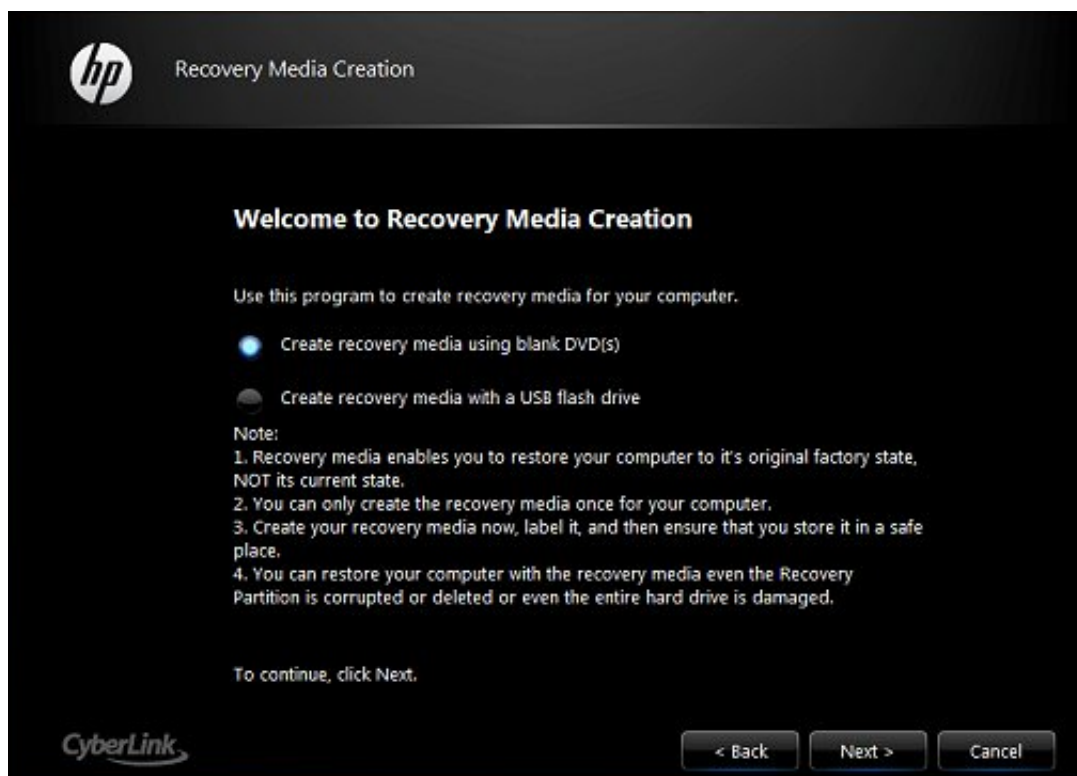 hp
Recovery Media Creation
Welcome to Recovery Media Creation
Use this program to create recovery media for your computer.
Create recovery media using blank DVD(s)
Create recovery media with a USB flash drive
Note:
1. Recovery media enables you to restore your computer to it's original factory state,
NOT its current state.
2. You can only create the recovery media once for your computer.
3. Create your recovery media now, label it, and then ensure that you store it in a safe
place.
4. You can restore your computer with the recovery media even the Recovery
Partition is corrupted or deleted or even the entire hard drive is damaged.
To continue, click Next.
CyberLink
< Back
Next >
Cancel